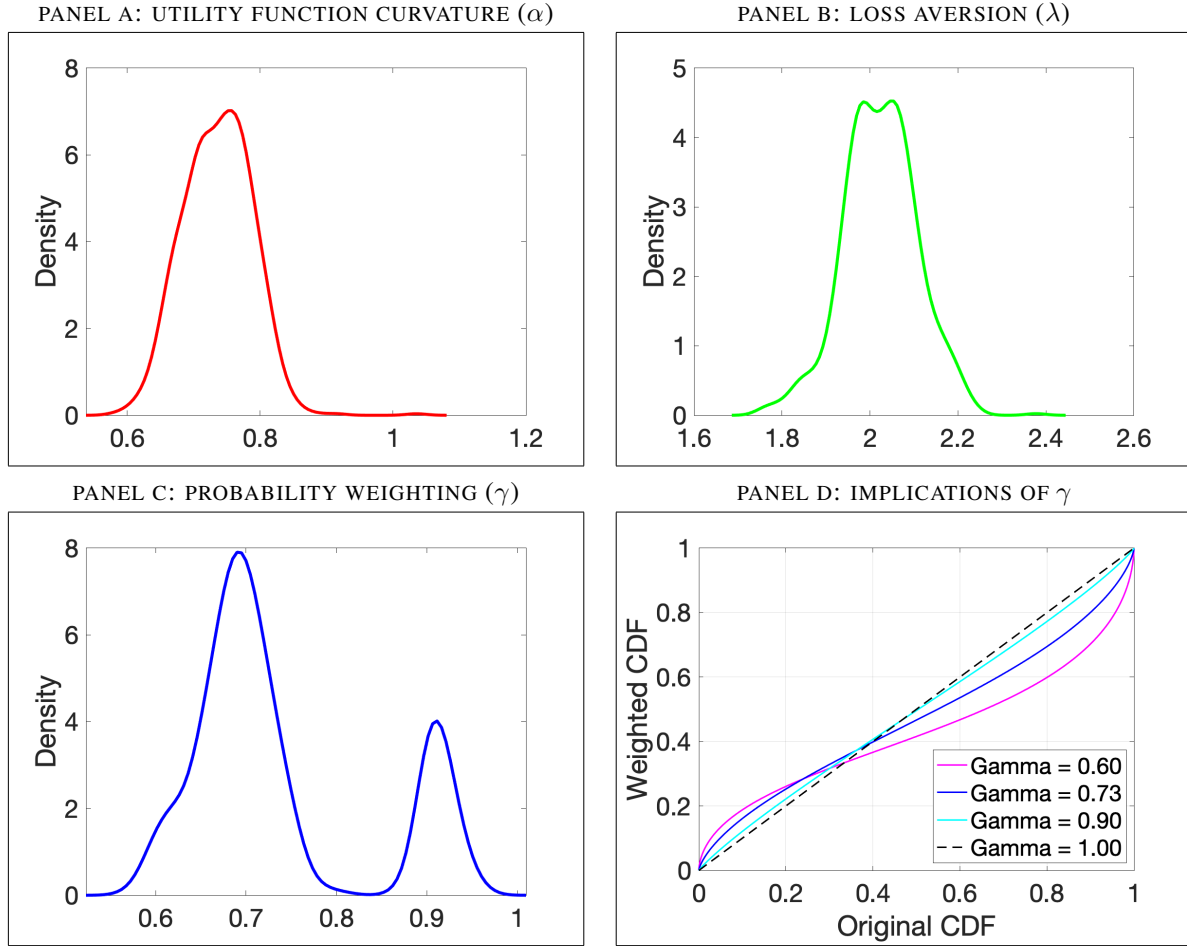 PANEL A: UTILITY FUNCTION CURVATURE (α)
8
6
4
2
0
Density
0.6 0.8 1 1.2
PANEL B: LOSS AVERSION (λ)
5
4
3
2
1
0
Density
1.6 1.8 2 2.2 2.4 2.6
PANEL C: PROBABILITY WEIGHTING (γ)
8
6
4
2
0
Density
0.6 0.7 0.8 0.9 1
PANEL D: IMPLICATIONS OF γ
1
0.8
0.6
0.4
0.2
0
Weighted CDF
Gamma = 0.60
Gamma = 0.73
Gamma = 0.90
Gamma = 1.00
0 0.2 0.4 0.6 0.8 1
Original CDF